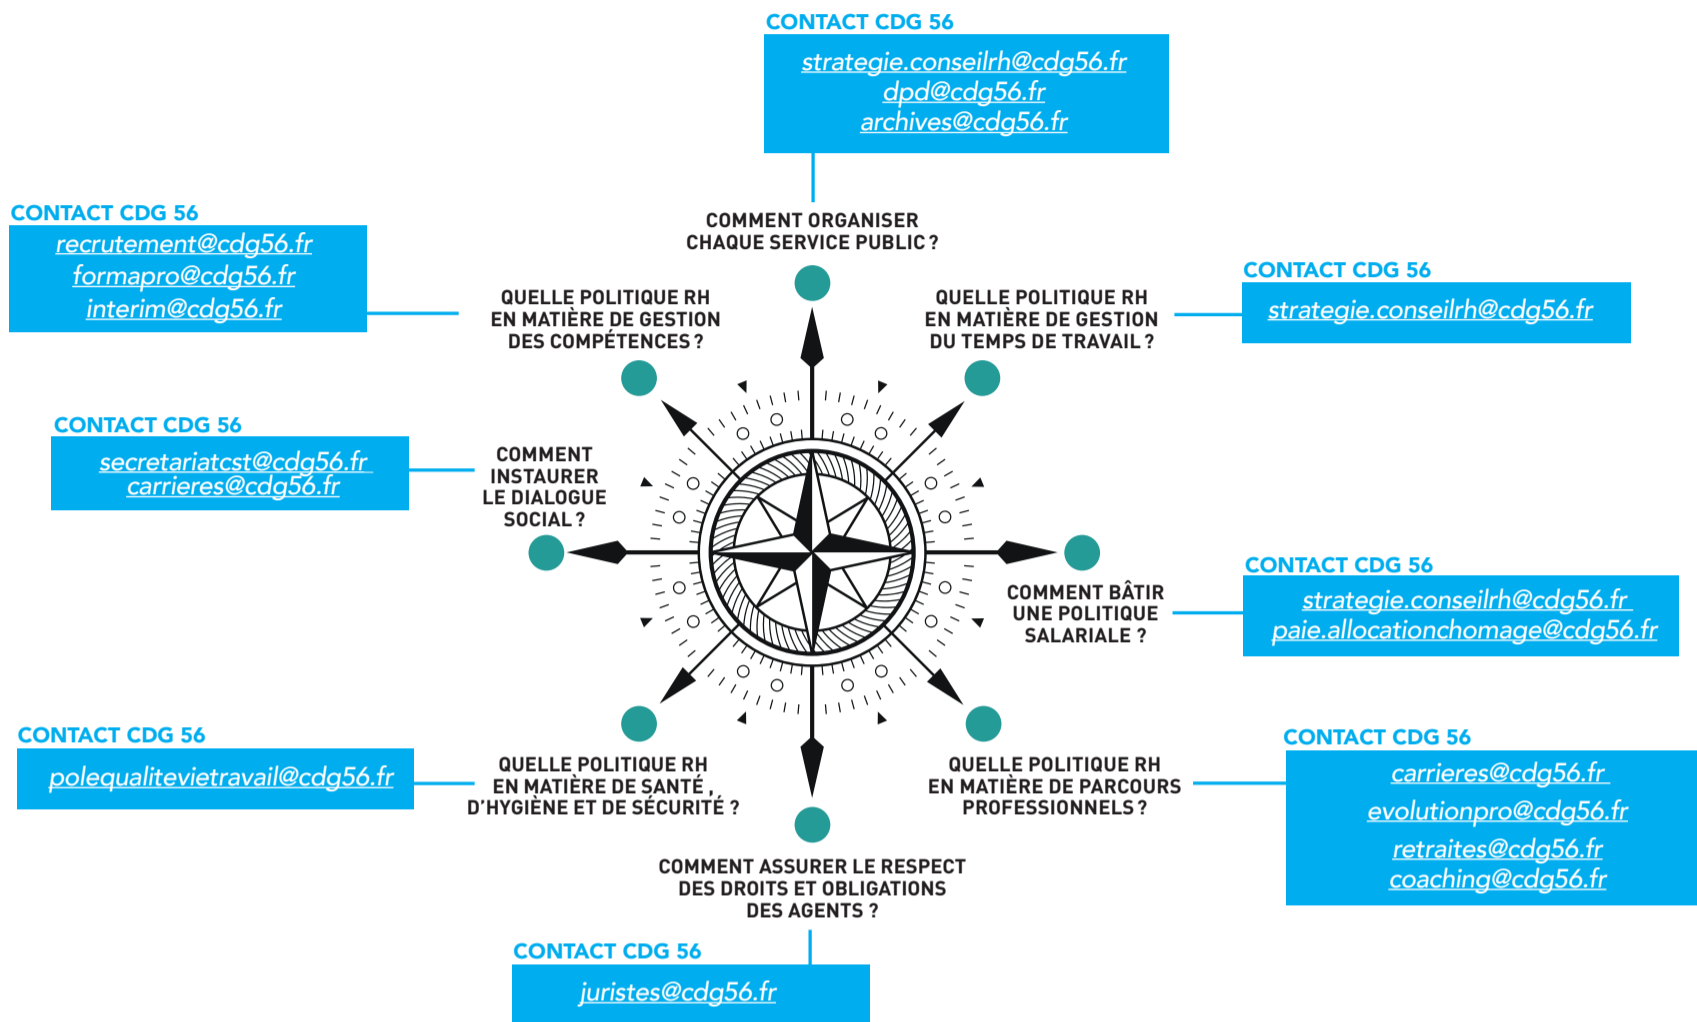 CONTACT CDG 56
strategie.conseilrh@cdg56.fr
dpd@cdg56.fr
archives@cdg56.fr
COMMENT ORGANISER
CHAQUE SERVICE PUBLIC ?
CONTACT CDG 56
recrutement@cdg56.fr
formapro@cdg56.fr
interim@cdg56.fr
QUELLE POLITIQUE RH
EN MATIÈRE DE GESTION
DES COMPÉTENCES ?
QUELLE POLITIQUE RH
EN MATIÈRE DE GESTION
DU TEMPS DE TRAVAIL ?
CONTACT CDG 56
strategie.conseilrh@cdg56.fr
CONTACT CDG 56
secretariatcst@cdg56.fr
carrieres@cdg56.fr
COMMENT
INSTAURER
LE DIALOGUE
SOCIAL ?
COMMENT BÂTIR
UNE POLITIQUE
SALARIALE ?
CONTACT CDG 56
strategie.conseilrh@cdg56.fr
paie.allocationchomage@cdg56.fr
CONTACT CDG 56
polequalitevietravail@cdg56.fr
QUELLE POLITIQUE RH
EN MATIÈRE DE SANTÉ ,
D'HYGIÈNE ET DE SÉCURITÉ ?
QUELLE POLITIQUE RH
EN MATIÈRE DE PARCOURS
PROFESSIONNELS ?
CONTACT CDG 56
carrieres@cdg56.fr
evolutionpro@cdg56.fr
retraites@cdg56.fr
coaching@cdg56.fr
COMMENT ASSURER LE RESPECT
DES DROITS ET OBLIGATIONS
DES AGENTS ?
CONTACT CDG 56
juristes@cdg56.fr